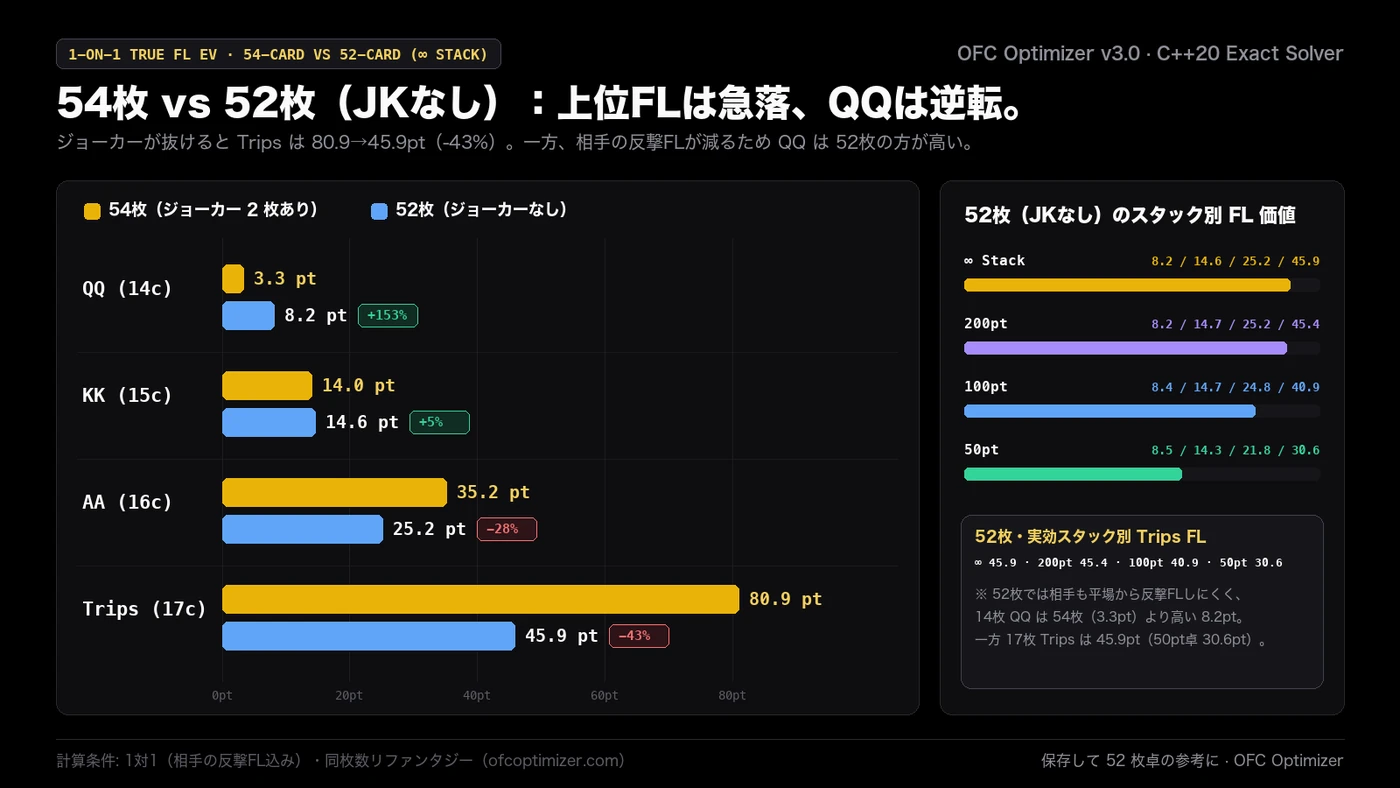 1−ON−1 TRUE FL EV · 54−CARD VS 52−CARD (∞ STACK)
OFC Optimizer v3.0 · C++20 Exact Solver
54枚 vs 52枚（JKなし）：上位FLは急落、QQは逆転。
ジョーカーが抜けると Trips は 80.9→45.9pt（-43%）。一方、相手の反撃FLが減るため QQ は 52枚の方が高い。
54枚（ジョーカー 2 枚あり）
52枚（ジョーカーなし）
QQ (14c)
3.3 pt
8.2 pt
+153%
KK (15c)
14.0 pt
14.6 pt
+5%
AA (16c)
35.2 pt
25.2 pt
−28%
Trips (17c)
80.9 pt
45.9 pt
−43%
0pt 20pt 40pt 60pt 80pt
52枚（JKなし）のスタック別 FL 価値
∞ Stack 8.2 / 14.6 / 25.2 / 45.9
200pt 8.2 / 14.7 / 25.2 / 45.4
100pt 8.4 / 14.7 / 24.8 / 40.9
50pt 8.5 / 14.3 / 21.8 / 30.6
52枚・実効スタック別 Trips FL
∞ 45.9 · 200pt 45.4 · 100pt 40.9 · 50pt 30.6
※ 52枚では相手も平場から反撃FLしにくく、
14枚 QQ は 54枚（3.3pt）より高い 8.2pt。
一方 17枚 Trips は 45.9pt（50pt卓 30.6pt）。
計算条件: 1対1（相手の反撃FL込み）・同枚数リファンタジー（ofcoptimizer.com）
保存して 52 枚卓の参考に · OFC Optimizer